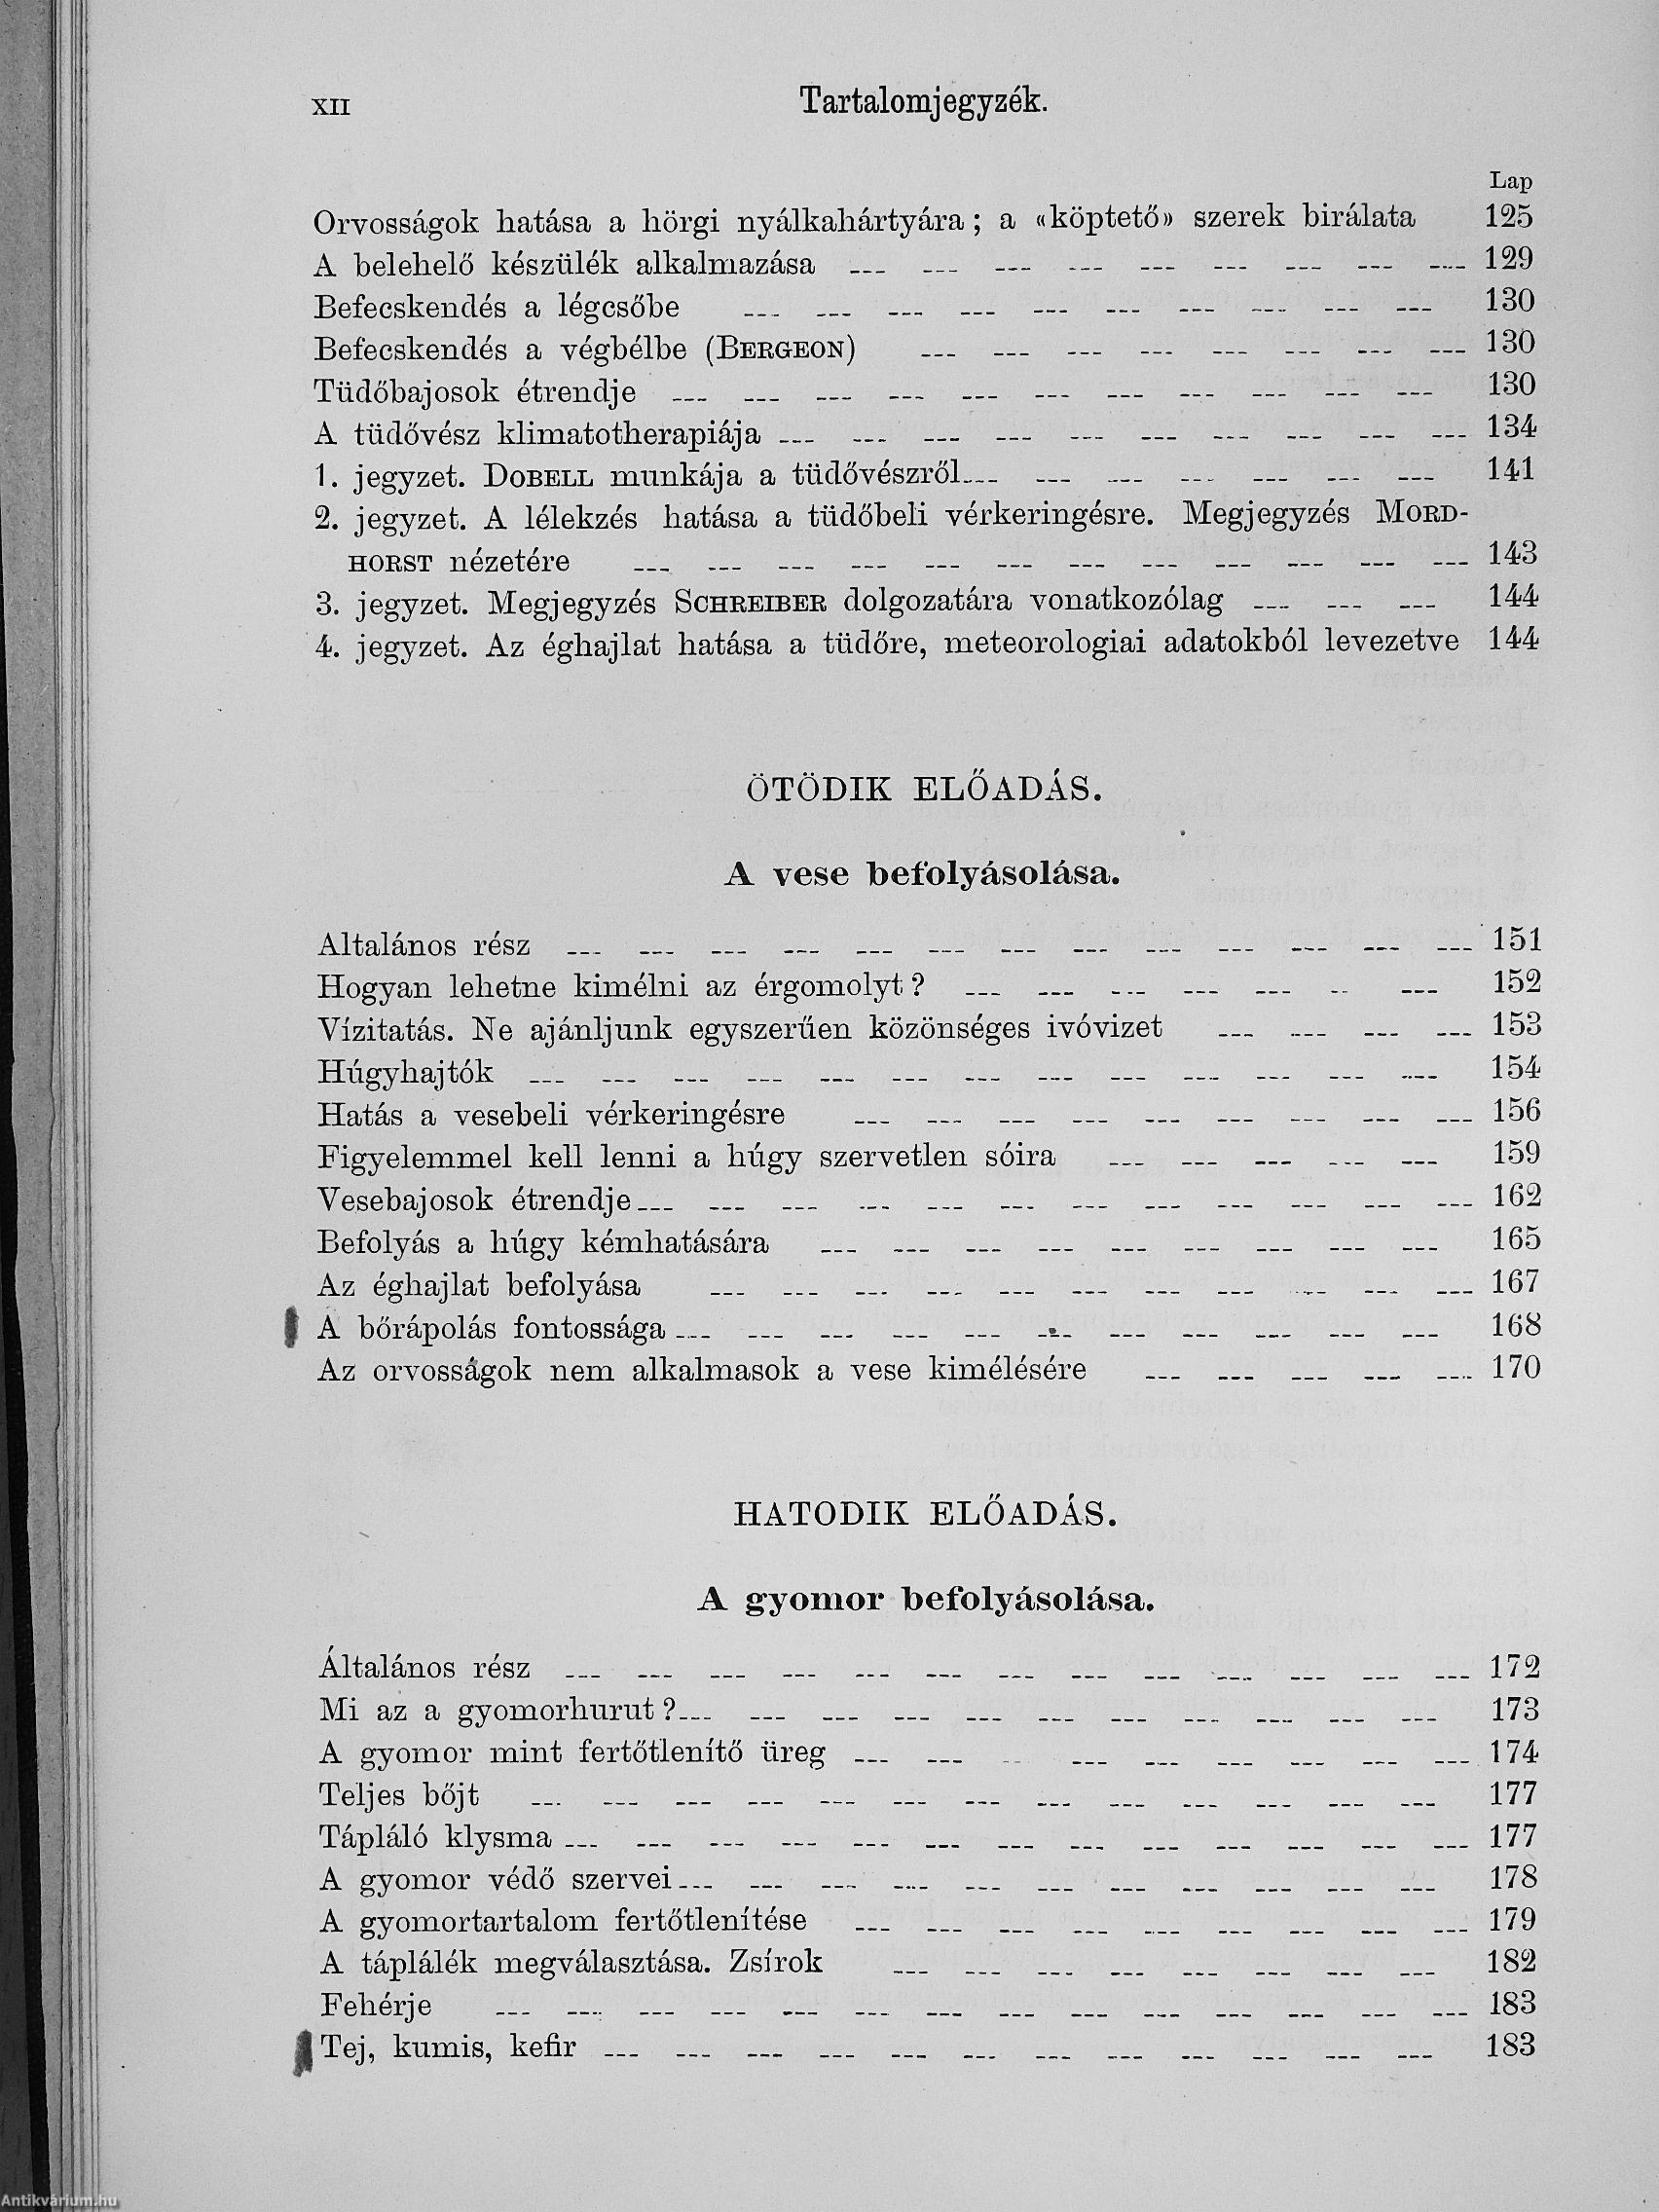 XII
Tartalomjegyzék.
Lap
Orvosságok hatása a hörgi nyálkahártyára; a «köptető» szerek birálata 125
A belehelő készülék alkalmazása 129
Befecskendés a légcsőbe 130
Befecskendés a végbélbe (BERGEON) 130
Tüdőbajosok étrendje 130
A tüdővész klimatotherapiája 134
1. jegyzet. DOBELL munkája a tüdővészről 141
2. jegyzet. A lélekzés hatása a tüdőbeli vérkeringésre. Megjegyzés MORD-
HORST nézetére 143
3. jegyzet. Megjegyzés SCHREIBER dolgozatára vonatkozólag 144
4. jegyzet. Az éghajlat hatása a tüdőre, meteorologiai adatokból levezetve 144
ÖTÖDIK ELŐADÁS.
A vese befolyásolása.
Altalános rész 151
Hogyan lehetne kimélni az érgomolyt? 152
Vízitatás. Ne ajánljunk egyszerűen közönséges ivóvizet 153
Húgyhajtók 154
Hatás a vesebeli vérkeringésre 156
Figyelemmel kell lenni a húgy szervetlen sóira 159
Vesebajosok étrendje 162
Befolyás a húgy kémhatására 165
Az éghajlat befolyása 167
A bőrápolás fontossága 168
Az orvosságok nem alkalmasok a vese kimélésére 170
HATODIK ELŐADÁS.
A gyomor befolyásolása.
Általános rész 172
Mi az a gyomorhurut? 173
A gyomor mint fertőtlenítő üreg 174
Teljes bőjt 177
Tápláló klysma 177
A gyomor védő szervei 178
A gyomortartalom fertőtlenítése 179
A táplálék megválasztása. Zsírok 182
Fehérje 183
Tej, kumis, kefir 183
Antikvárium.hu